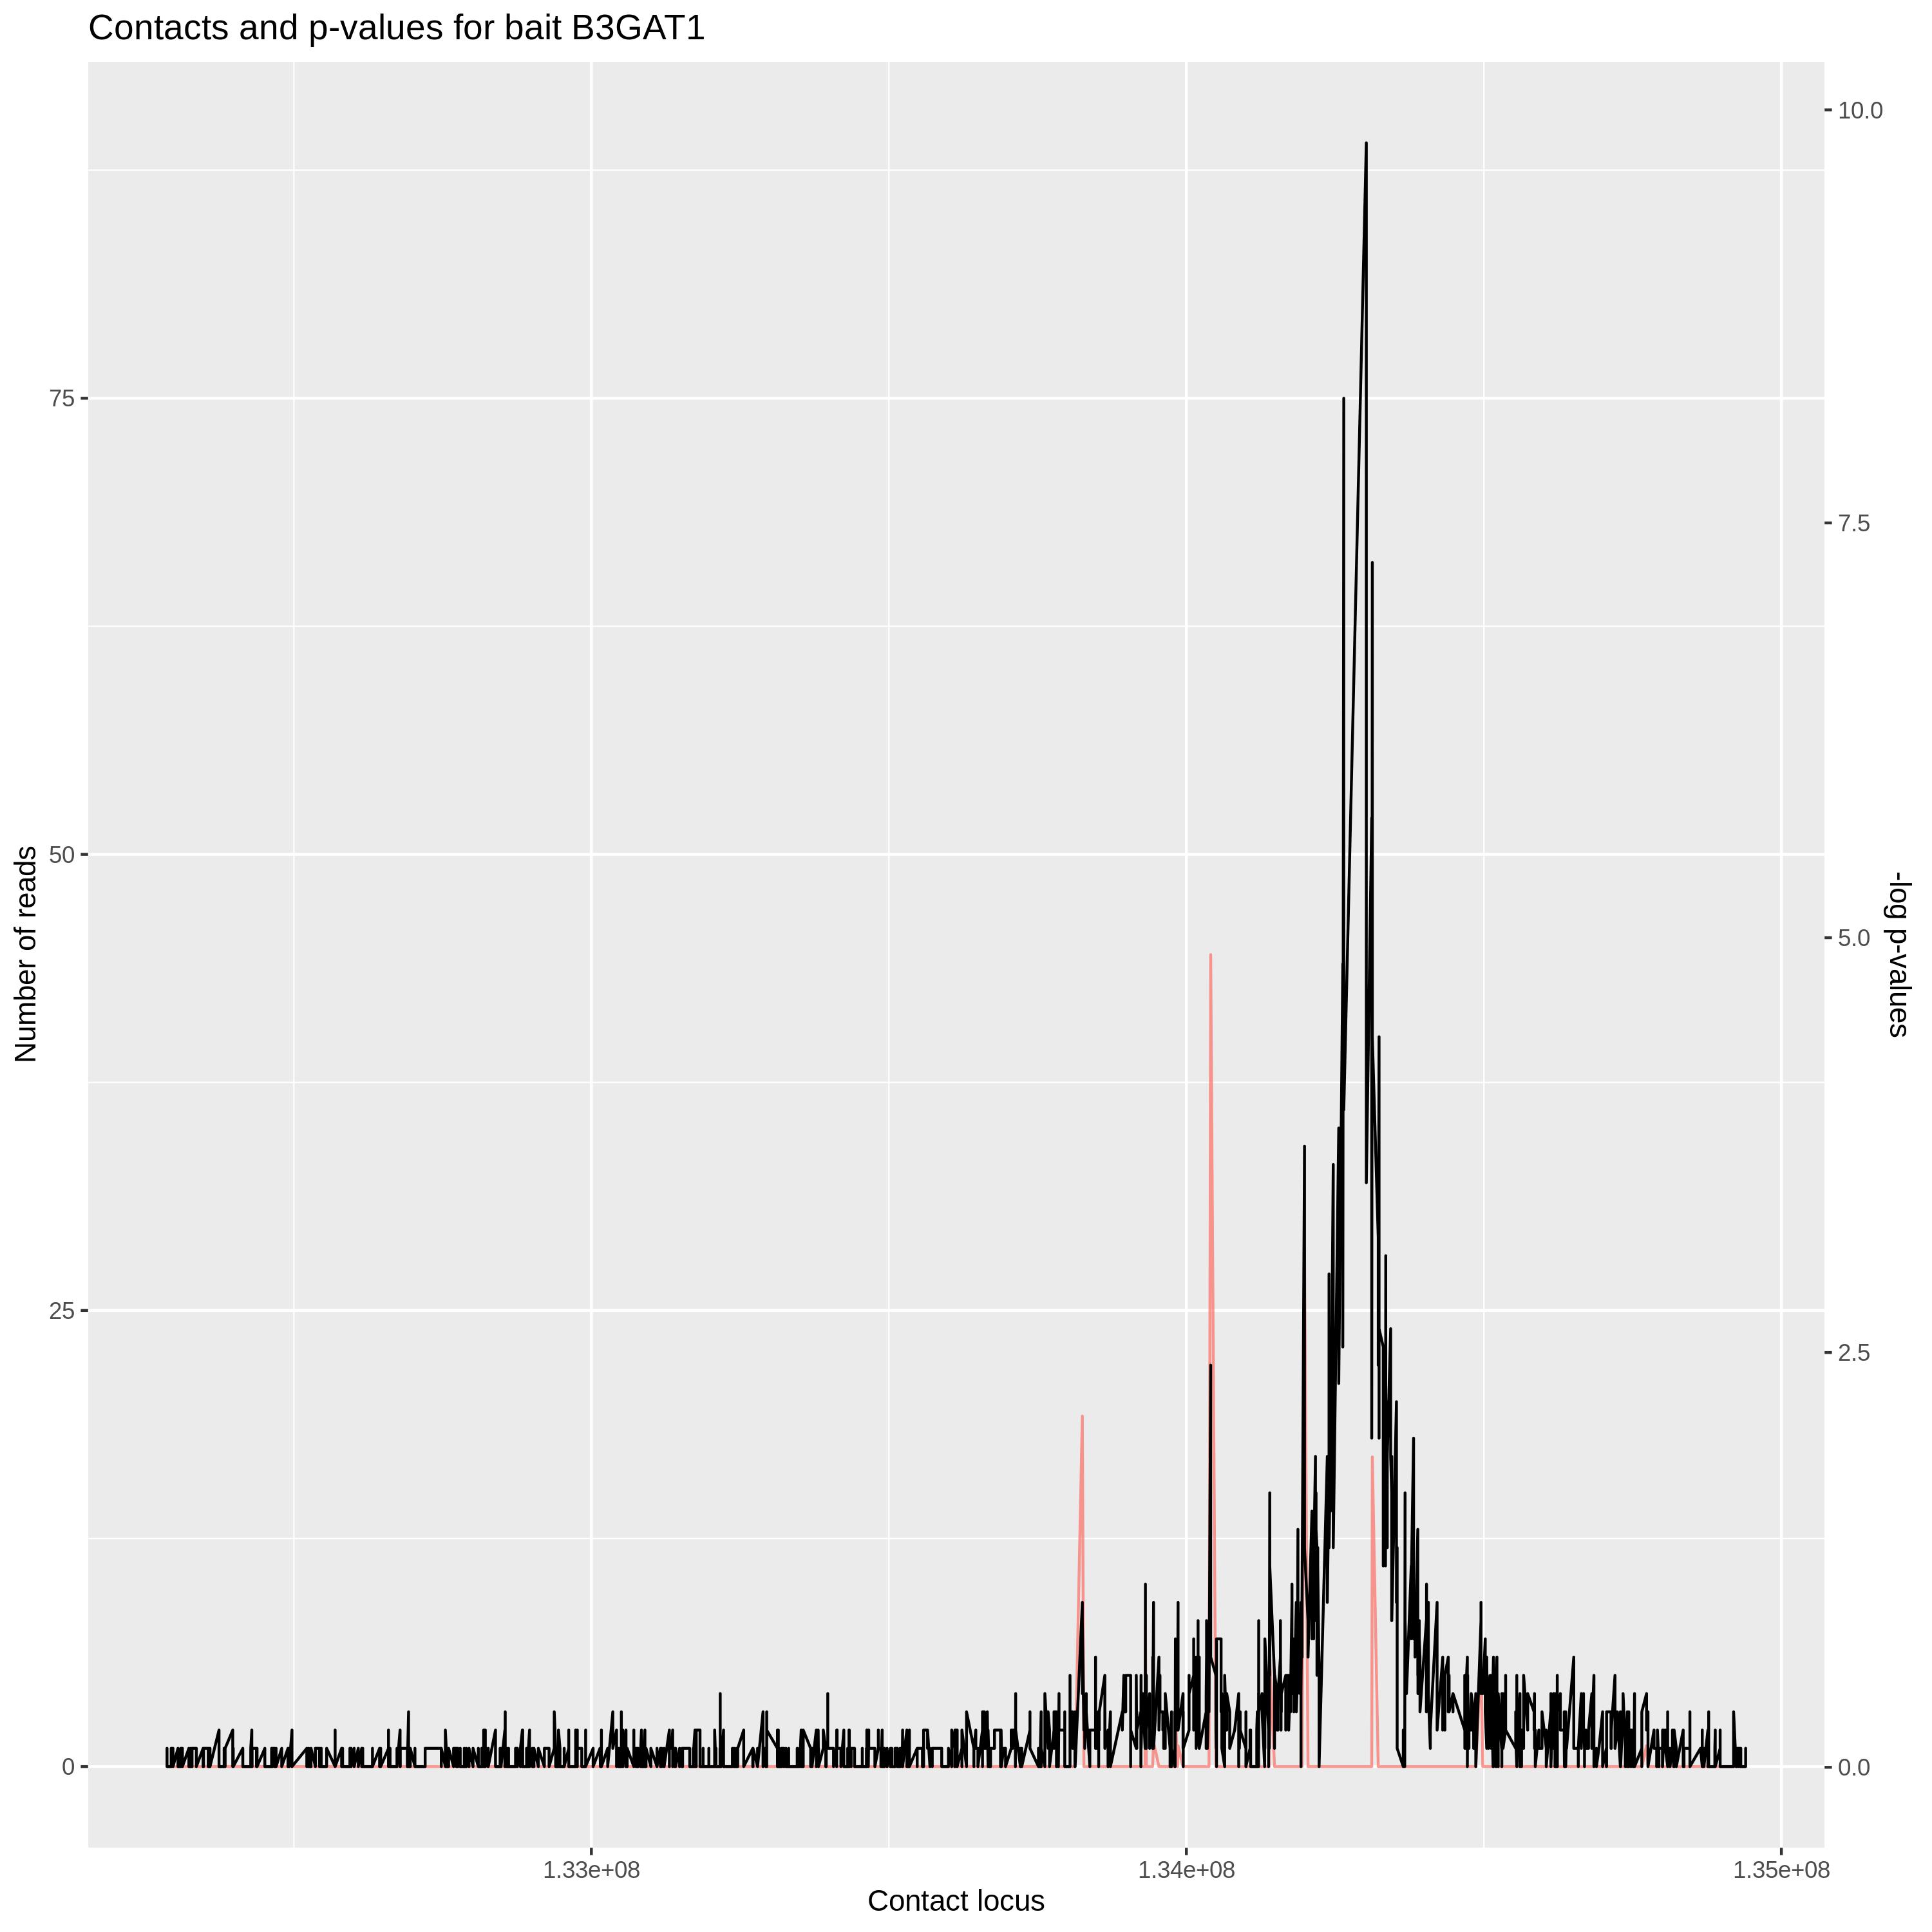 Contacts and p-values for bait B3GAT1
10.0
75
7.5
50
5.0
25
2.5
0
0.0
Number of reads
-log p-values
1.33e+08
1.34e+08
1.35e+08
Contact locus